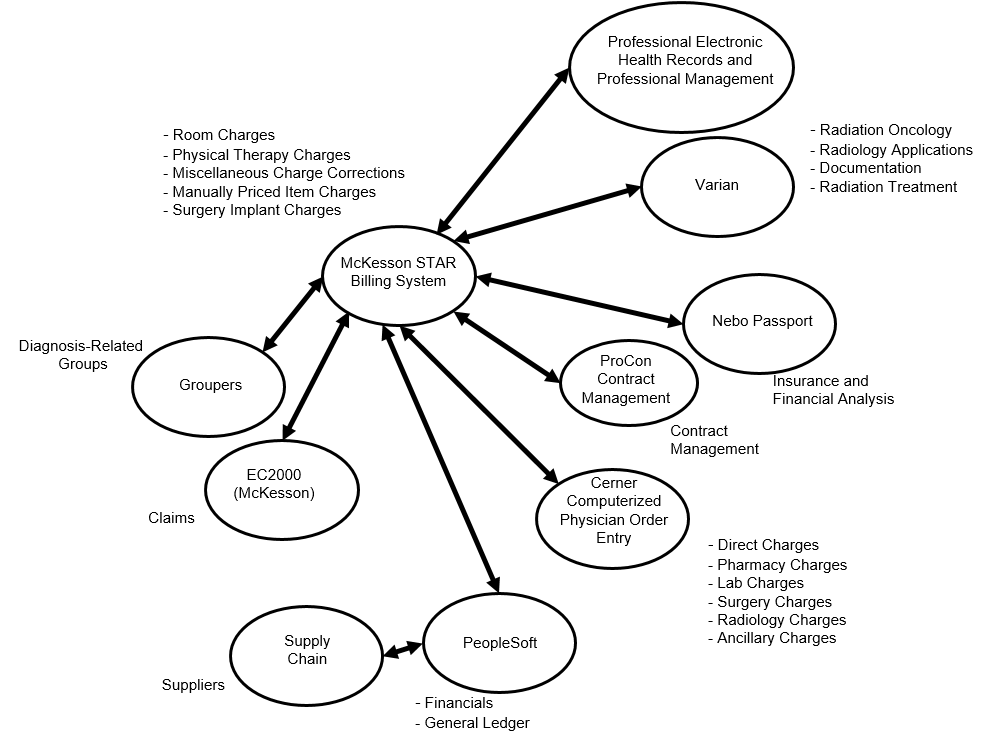 Professional Electronic
Health Records and
Professional Management
- Room Charges
- Physical Therapy Charges
- Miscellaneous Charge Corrections
- Manually Priced Item Charges
- Surgery Implant Charges
- Radiation Oncology
- Radiology Applications
- Documentation
- Radiation Treatment
Varian
McKesson STAR
Billing System
Nebo Passport
Insurance and
Financial Analysis
Diagnosis-Related
Groups
Groupers
ProCon
Contract
Management
Contract
Management
EC2000
(McKesson)
Claims
Cerner
Computerized
Physician Order
Entry
- Direct Charges
- Pharmacy Charges
- Lab Charges
- Surgery Charges
- Radiology Charges
- Ancillary Charges
Supply
Chain
Suppliers
PeopleSoft
- Financials
- General Ledger